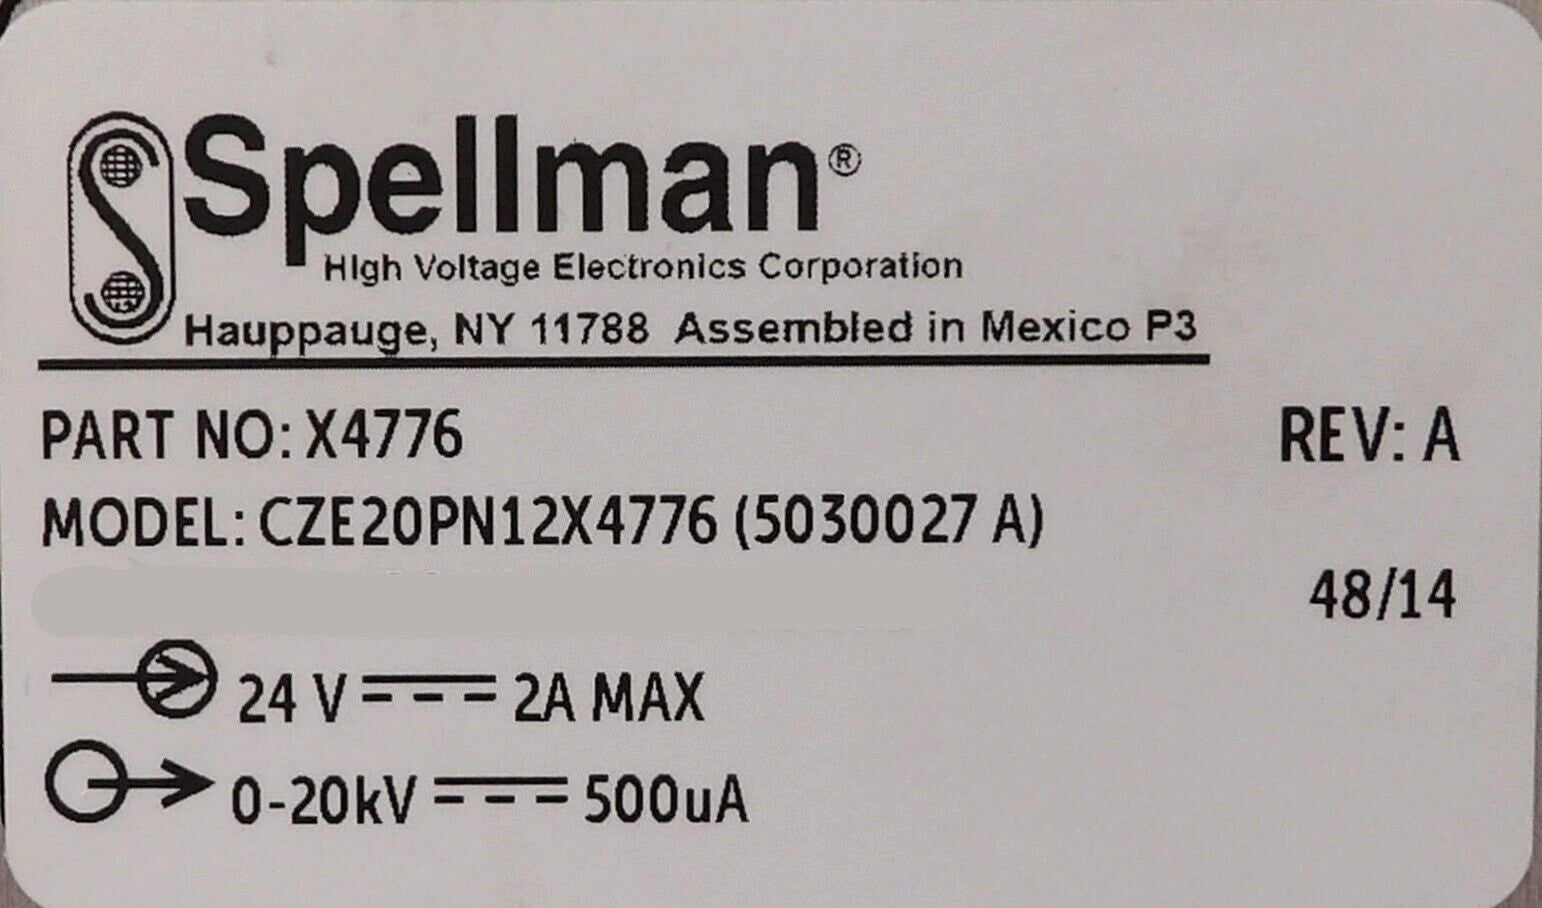 Spellman®
High Voltage Electronics Corporation
Hauppauge, NY 11788 Assembled in Mexico P3
PART NO: X4776 REV: A
MODEL: CZE20PN12X4776 (5030027 A)
48/14
24 V 2A MAX
0-20kV 500uA